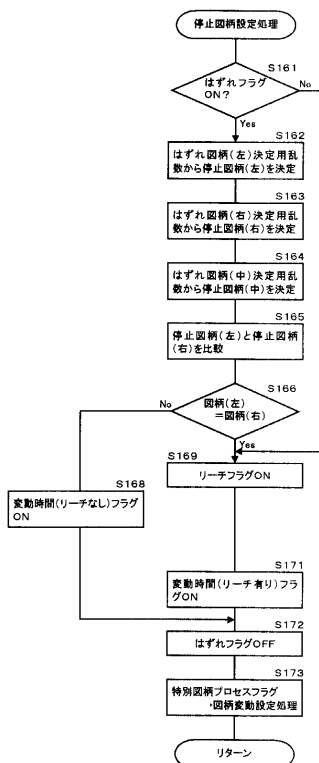 停止図柄設定処理
S161
はずれフラグ
ON?
No
Yes
S162
はずれ図柄(左)決定用乱
数から停止図柄(左)を決定
S163
はずれ図柄(右)決定用乱
数から停止図柄(右)を決定
S164
はずれ図柄(中)決定用乱
数から停止図柄(中)を決定
S165
停止図柄(左)と停止図柄
(右)を比較
S166
図柄(左)
=図柄(右)
No
Yes
S169
リーチフラグON
S168
変動時間(リーチなし)フラグ
ON
S171
変動時間(リーチ有り)フラ
グON
S172
はずれフラグOFF
S173
特別図柄プロセスフラグ
→図柄変動設定処理
リターン